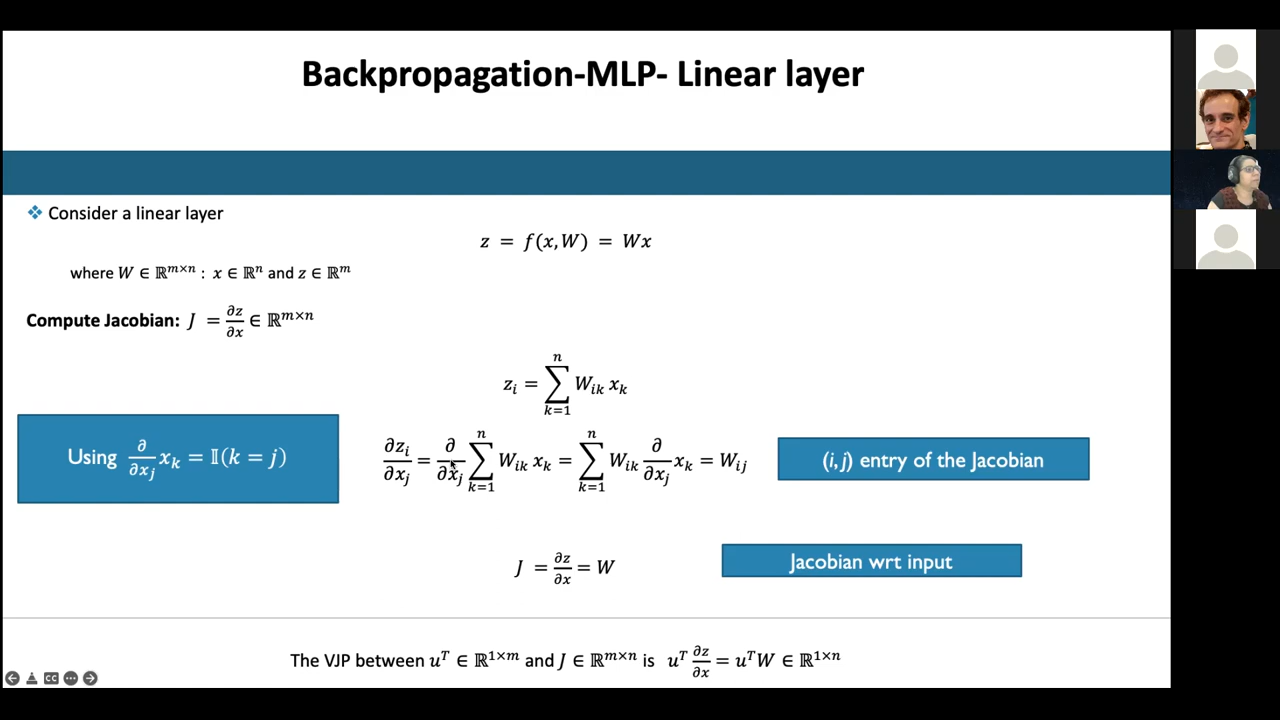 Backpropagation-MLP- Linear layer
❖ Consider a linear layer
z = f(x, W) = Wx
where W ∈ ℝ^{m×n} : x ∈ ℝ^n and z ∈ ℝ^m
Compute Jacobian: J = ∂z/∂x ∈ ℝ^{m×n}
z_i = ∑_{k=1}^{n} W_{ik} x_k
Using ∂/∂x_j x_k = 𝕀(k = j)
∂z_i/∂x_j = ∂/∂x_j ∑_{k=1}^{n} W_{ik} x_k = ∑_{k=1}^{n} W_{ik} ∂/∂x_j x_k = W_{ij}
(i, j) entry of the Jacobian
J = ∂z/∂x = W
Jacobian wrt input
The VJP between u^T ∈ ℝ^{1×m} and J ∈ ℝ^{m×n} is u^T ∂z/∂x = u^T W ∈ ℝ^{1×n}
CC